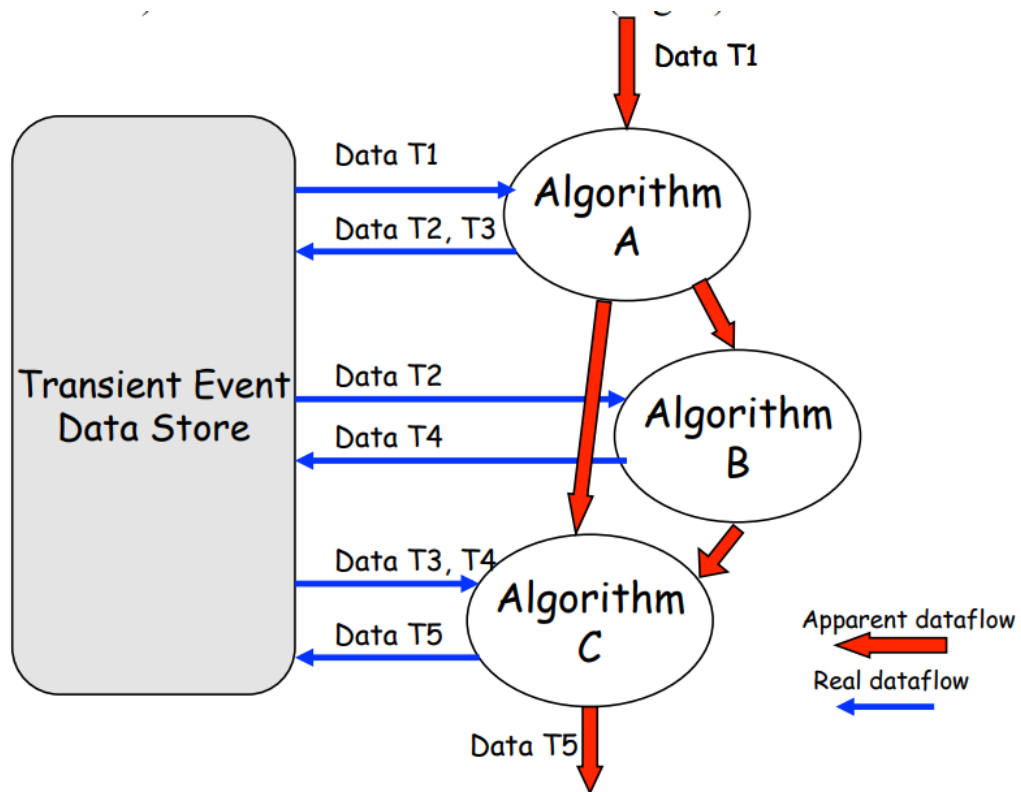 Data T1
Data T1
Algorithm
A
Data T2, T3
Transient Event
Data Store
Data T2
Algorithm
B
Data T4
Data T3, T4
Algorithm
C
Data T5
Apparent dataflow
Real dataflow
Data T5